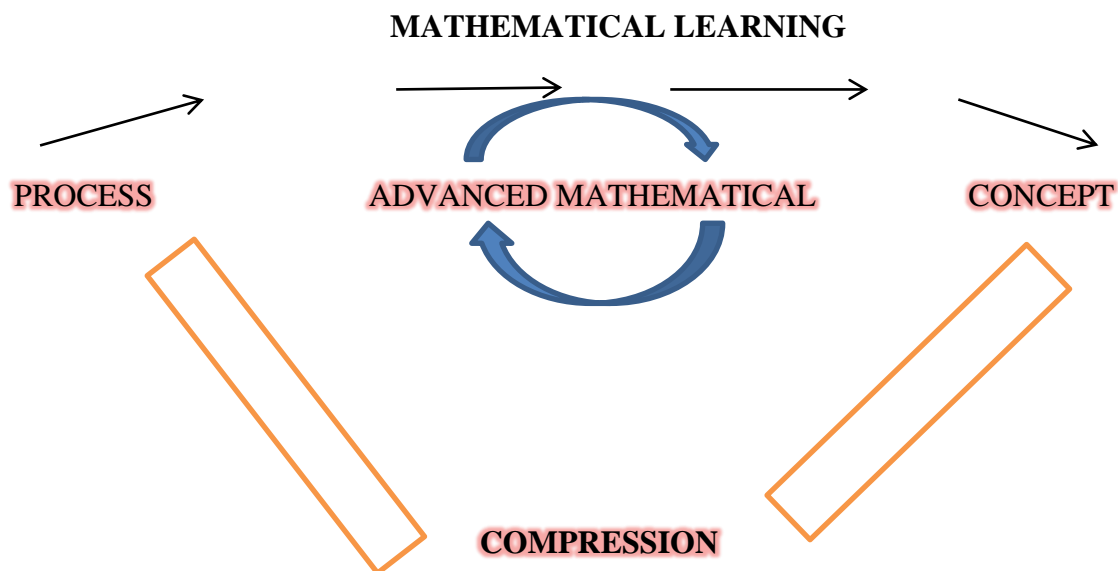 MATHEMATICAL LEARNING
PROCESS ADVANCED MATHEMATICAL CONCEPT
COMPRESSION